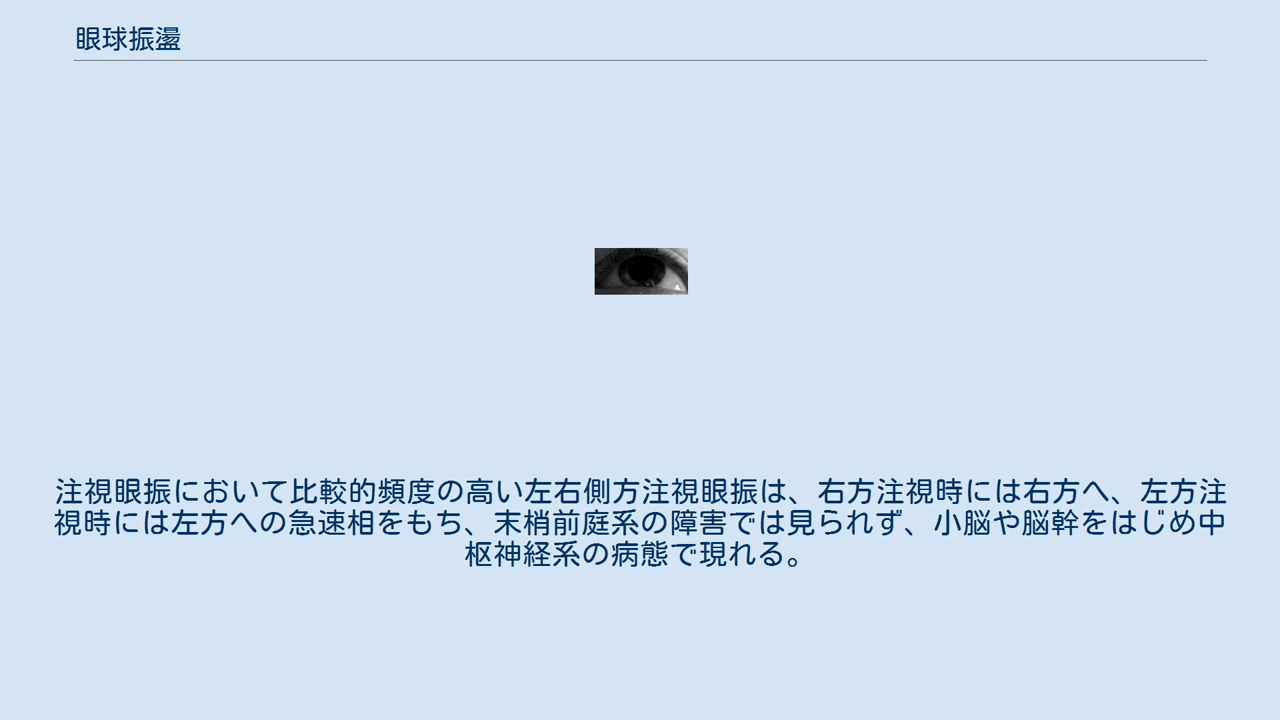 眼球振盪
注視眼振において比較的頻度の高い左右側方注視眼振は、右方注視時には右方へ、左方注
視時には左方への急速相をもち、末梢前庭系の障害では見られず、小脳や脳幹をはじめ中
枢神経系の病態で現れる。